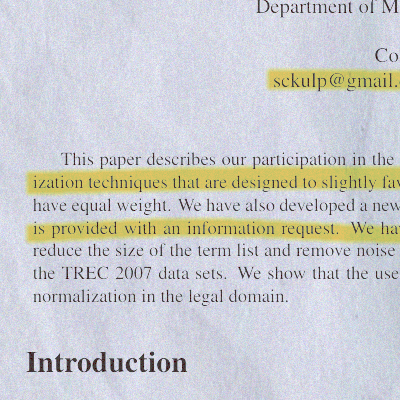 Department of M
Co
sckulp@gmail.
This paper describes our participation in the
ization techniques that are designed to slightly fav
have equal weight. We have also developed a new
is provided with an information request. We ha
reduce the size of the term list and remove noise
the TREC 2007 data sets. We show that the use
normalization in the legal domain.
Introduction